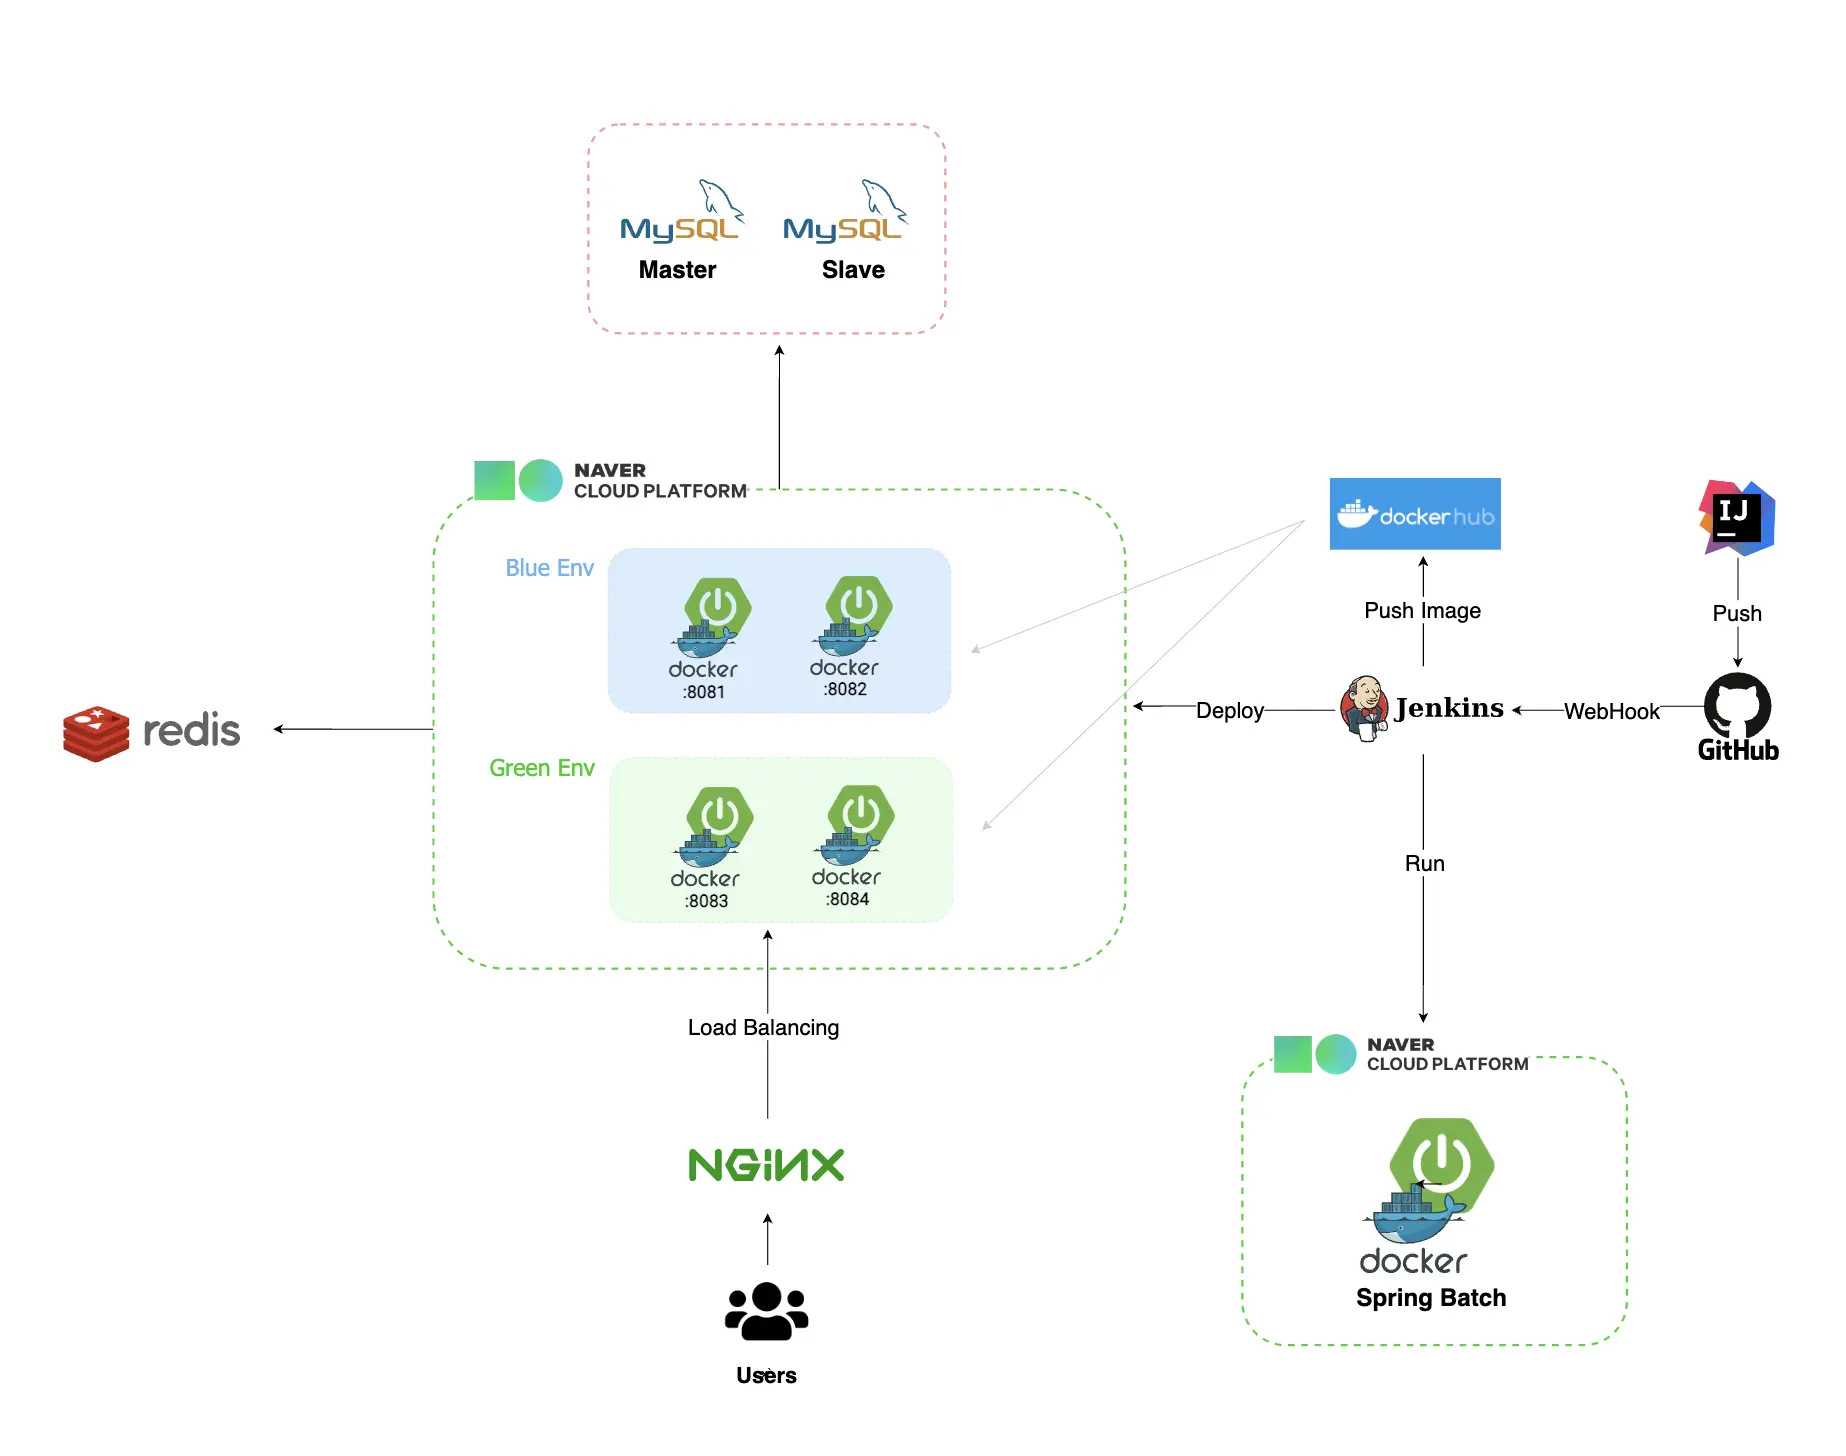 MySQL
Master
MySQL
Slave
NAVER
CLOUD PLATFORM
Blue Env
docker
:8081
docker
:8082
Green Env
docker
:8083
docker
:8084
redis
dockerhub
Push Image
IJ
Push
Deploy
Jenkins
WebHook
GitHub
Run
Load Balancing
NGINX
Users
NAVER
CLOUD PLATFORM
docker
Spring Batch